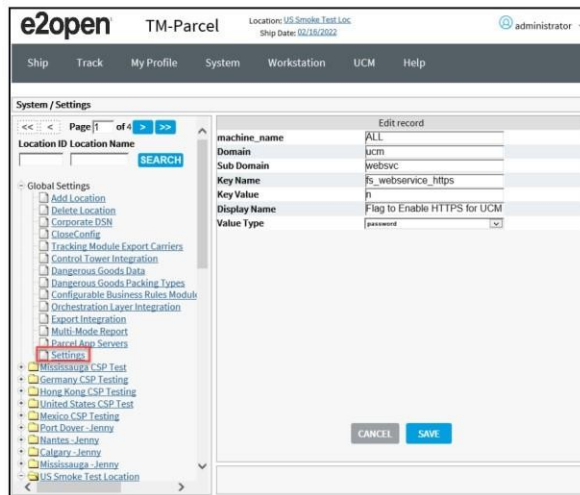 e2open
TM-Parcel
Location: US Smoke Test Loc
Ship Date: 02/16/2022
administrator
Ship Track My Profile System Workstation UCM Help
System / Settings
<< < Page 1 of 4 > >>
Location ID Location Name
SEARCH
Global Settings
Add Location
Delete Location
Corporate DSN
CloseConfig
Tracking Module Export Carriers
Control Tower Integration
Dangerous Goods Data
Dangerous Goods Packing Types
Configurable Business Rules Module
Orchestration Layer Integration
Export Integration
Multi-Mode Report
Parcel App Servers
Settings
Mississauga CSP Test
Germany CSP Testing
Hong Kong CSP Testing
United States CSP Test
Mexico CSP Testing
Port Dover -Jenny
Nantes -Jenny
Calgary -Jenny
Mississauga -Jenny
US Smoke Test Location
Edit record
machine_name ALL
Domain ucm
Sub Domain websvc
Key Name fs_webservice_https
Key Value n
Display Name Flag to Enable HTTPS for UCM
Value Type password
CANCEL SAVE